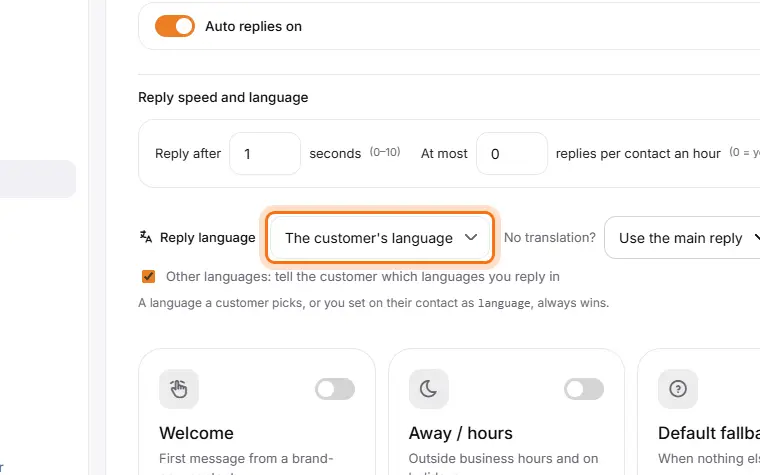 Auto replies on
Reply speed and language
Reply after 1 seconds (0–10) At most 0 replies per contact an hour (0 =
Reply language The customer's language No translation? Use the main reply
Other languages: tell the customer which languages you reply in
A language a customer picks, or you set on their contact as language, always wins.
Welcome Away / hours Default
First message from a brand- Outside business hours and on When nothing